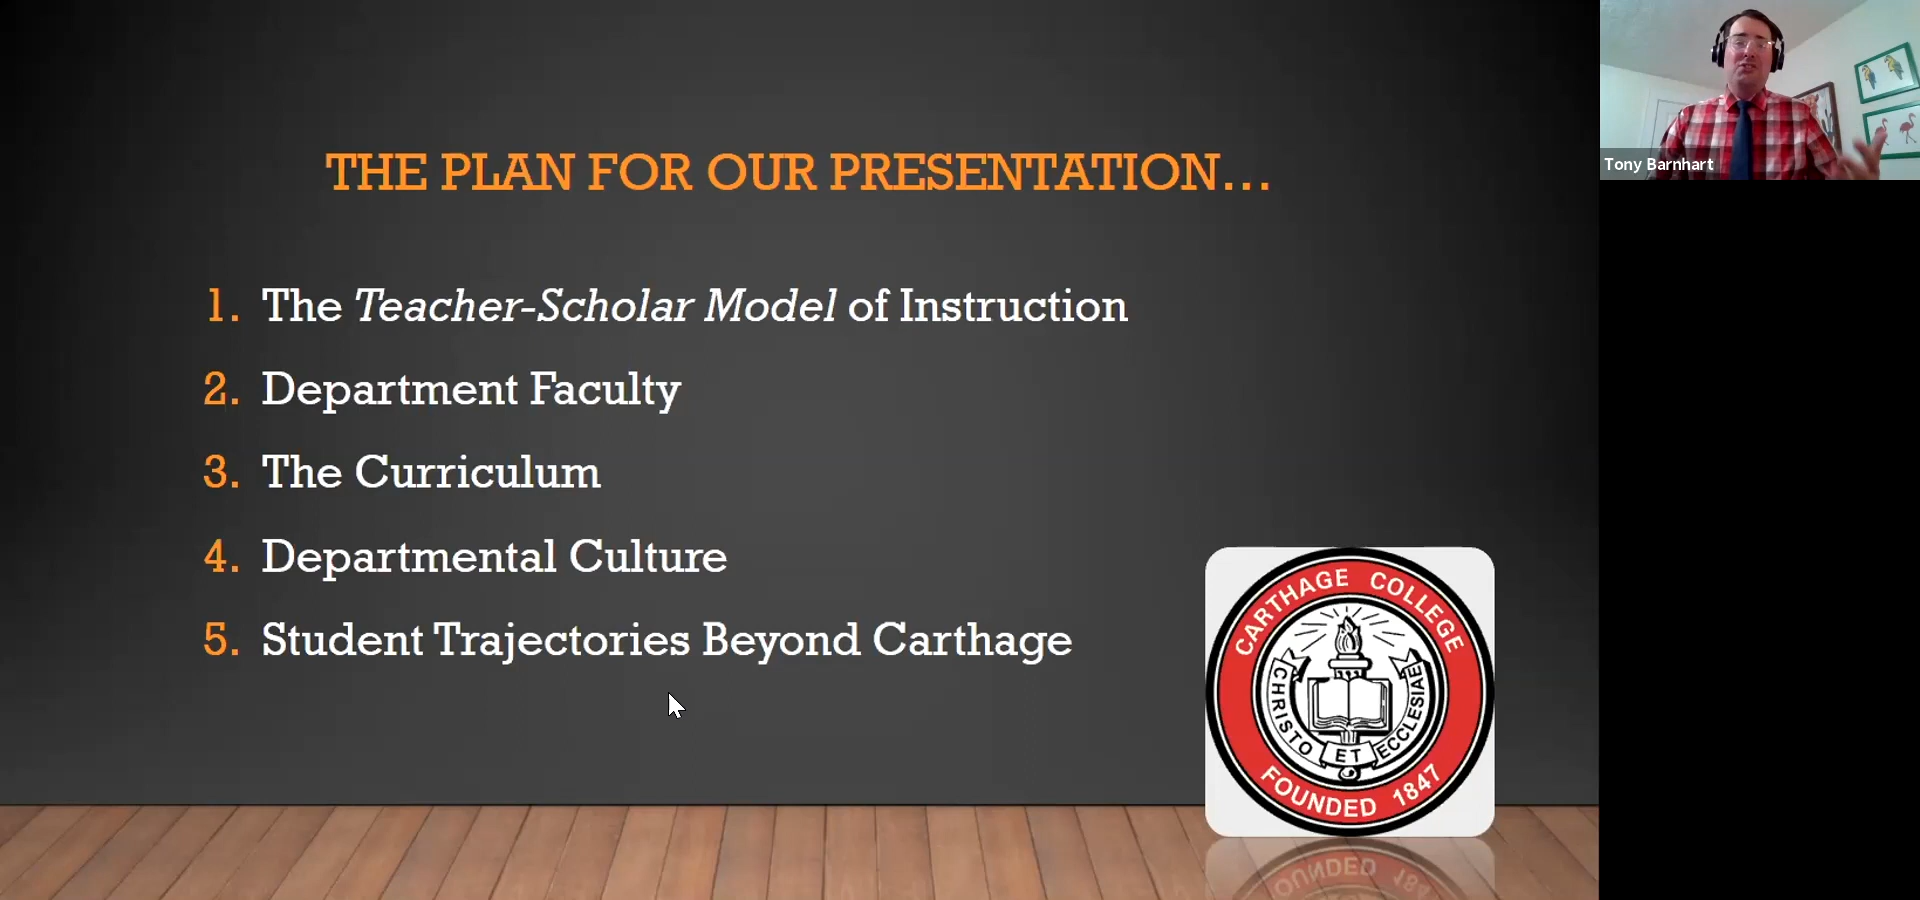 THE PLAN FOR OUR PRESENTATION...
1. The Teacher-Scholar Model of Instruction
2. Department Faculty
3. The Curriculum
4. Departmental Culture
5. Student Trajectories Beyond Carthage
CARTHAGE COLLEGE
CHRISTO ET ECCLESIAE
FOUNDED 1847
Tony Barnhart